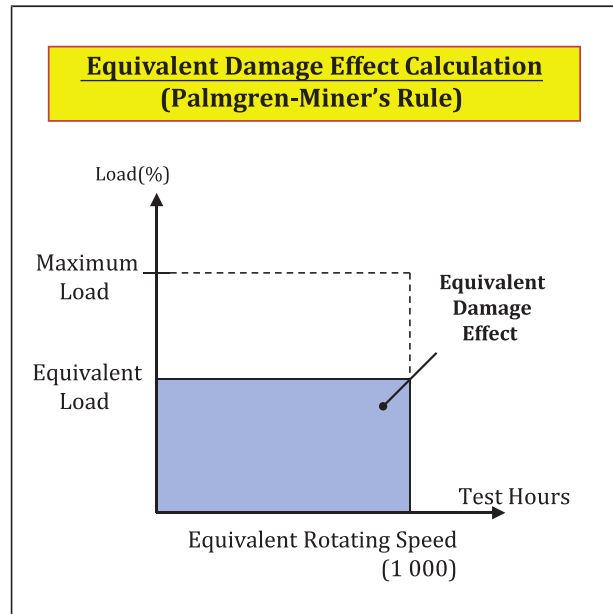 Equivalent Damage Effect Calculation
(Palmgren-Miner's Rule)
Load(%)
Maximum
Load
Equivalent
Damage
Effect
Equivalent
Load
Test Hours
Equivalent Rotating Speed
(1 000)